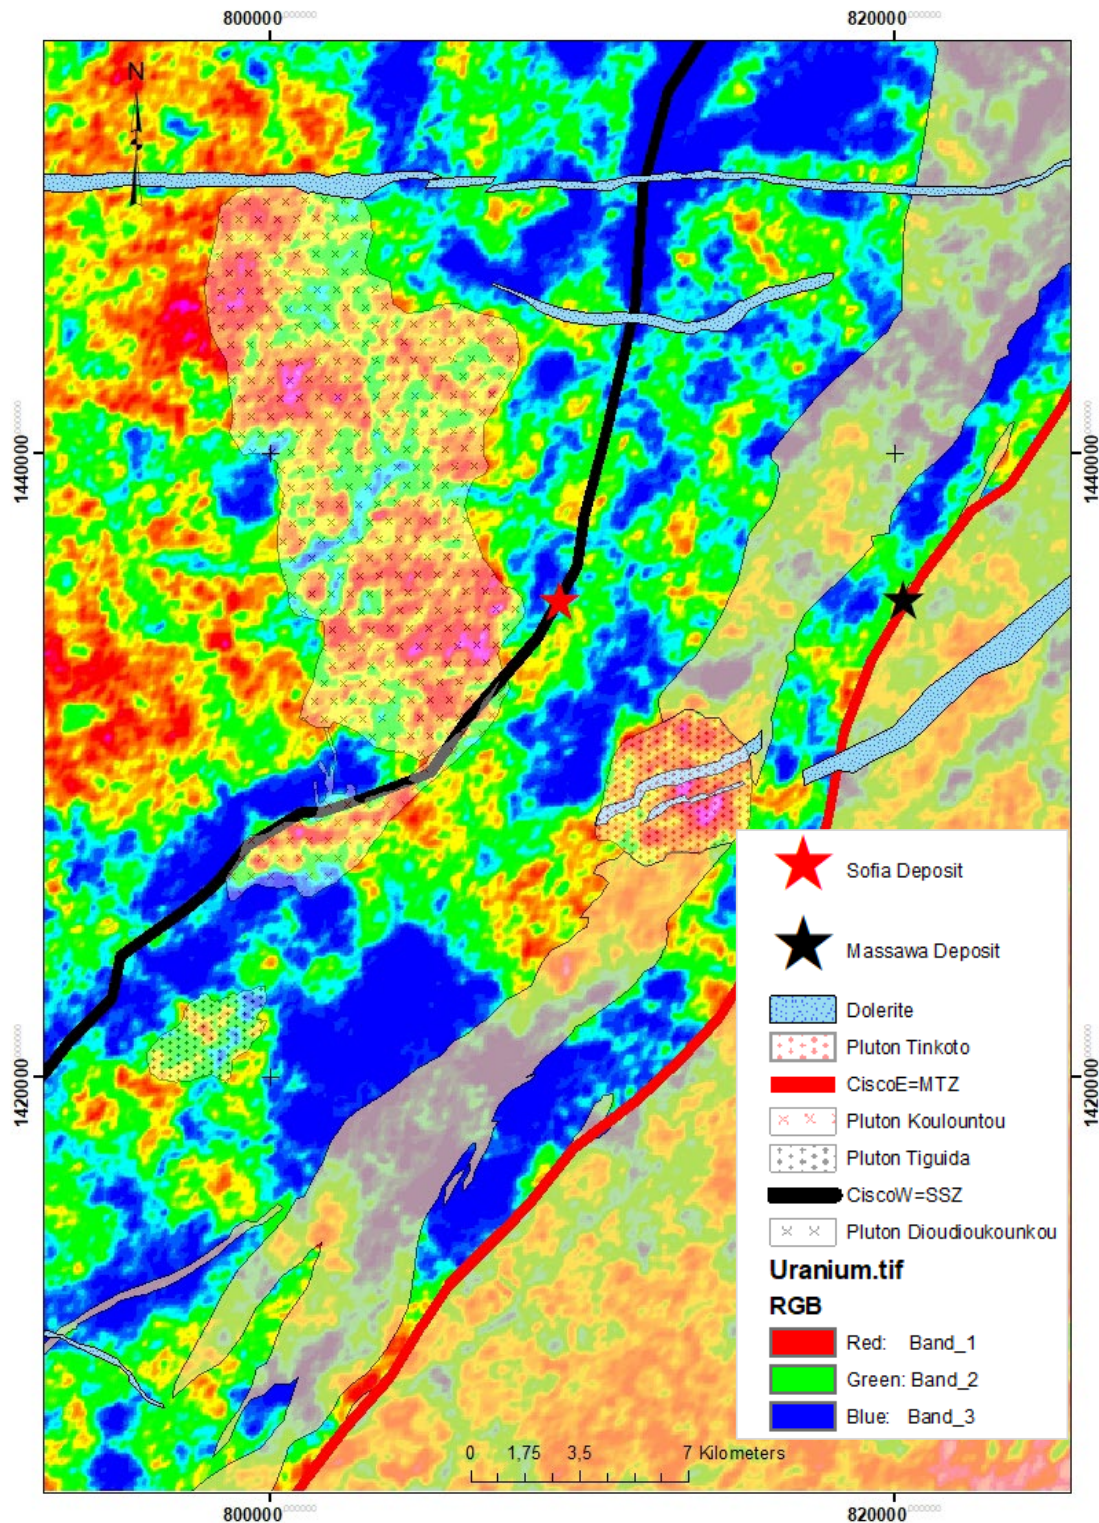 800000
820000
N
1440000
1440000
1420000
1420000
Sofia Deposit
Massawa Deposit
Dolerite
Pluton Tinkoto
CiscoE=MTZ
Pluton Koulountou
Pluton Tiguida
CiscoW=SSZ
Pluton Dioudioukounkou
Uranium.tif
RGB
Red: Band_1
Green: Band_2
Blue: Band_3
0 1,75 3,5 7 Kilometers
800000
820000